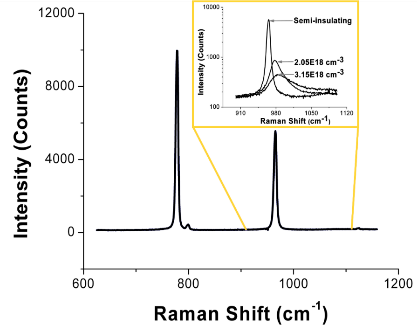 12000
8000
4000
0
Intensity (Counts)
600
800
1000
1200
Raman Shift (cm⁻¹)
10000
1000
100
Intensity (Counts)
Semi-insulating
2.05E18 cm⁻³
3.15E18 cm⁻³
910
980
1050
1120
Raman Shift (cm⁻¹)